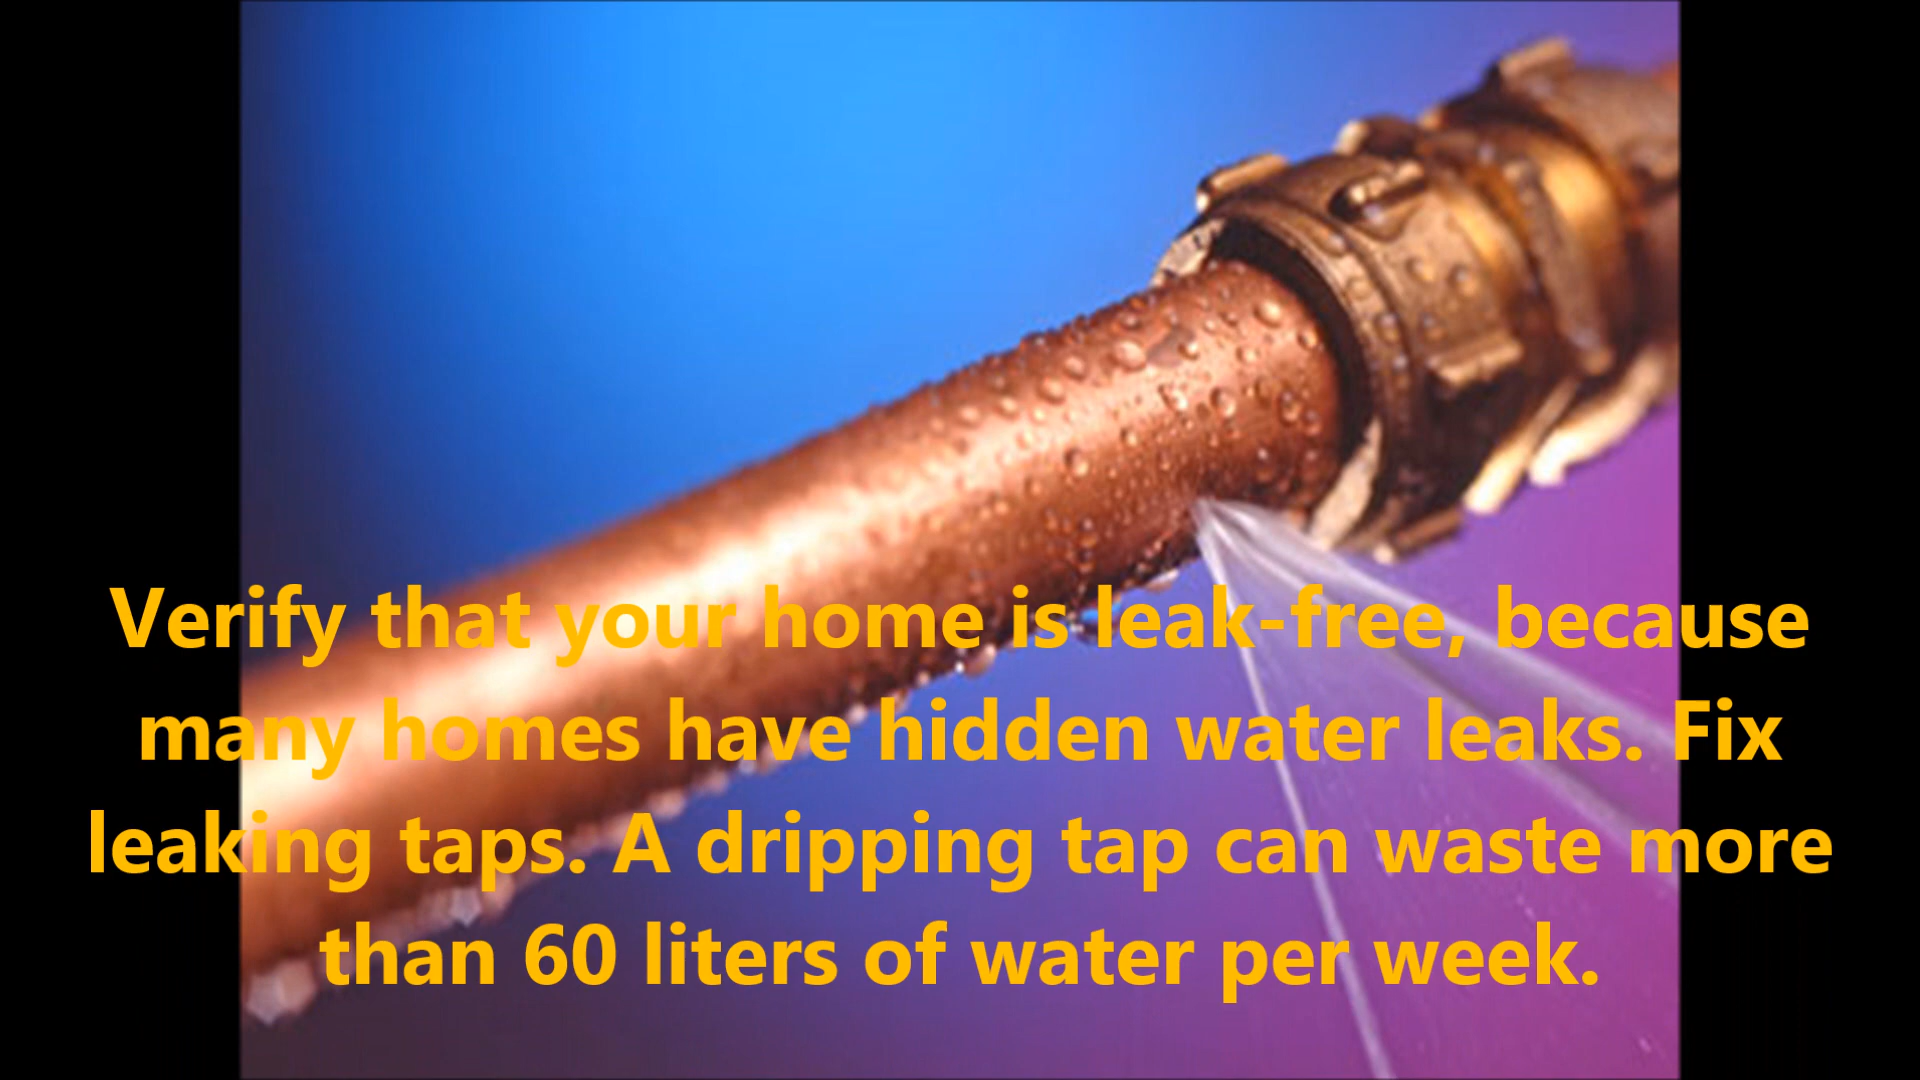 Verify that your home is leak-free, because
many homes have hidden water leaks. Fix
leaking taps. A dripping tap can waste more
than 60 liters of water per week.